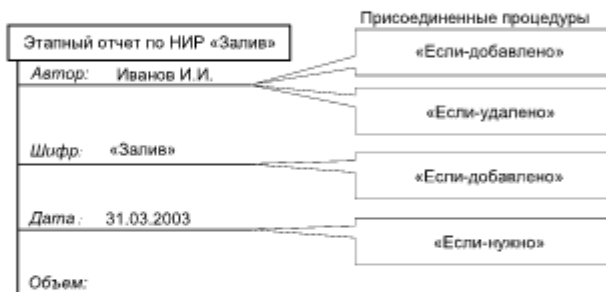 Присоединенные процедуры
Этапный отчет по НИР «Залив»
«Если-добавлено»
Автор: Иванов И.И.
«Если-удалено»
Шифр: «Залив»
«Если-добавлено»
Дата: 31.03.2003
«Если-нужно»
Объем: